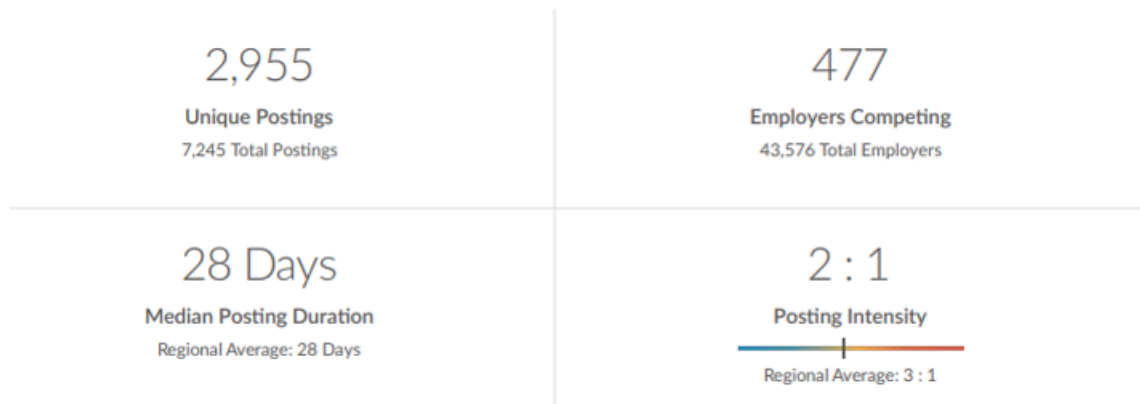 2,955
Unique Postings
7,245 Total Postings
477
Employers Competing
43,576 Total Employers
28 Days
Median Posting Duration
Regional Average: 28 Days
2 : 1
Posting Intensity
Regional Average: 3 : 1